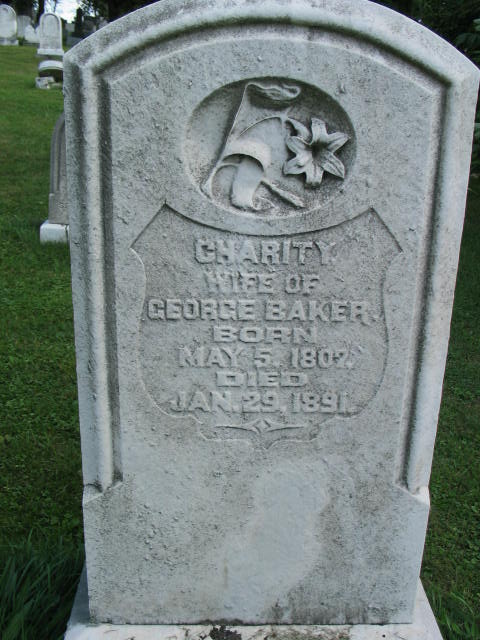 CHARITY,
WIFE OF
GEORGE BAKER.
BORN
MAY 5, 1807,
DIED
JAN. 29, 1891.